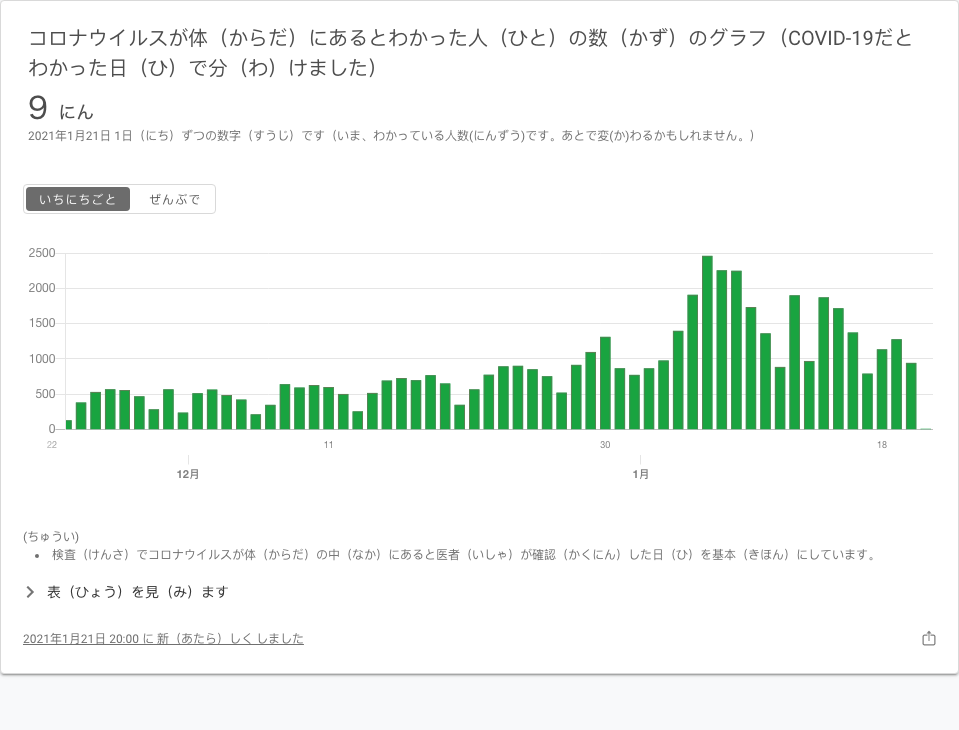 コロナウイルスが体（からだ）にあるとわかった人（ひと）の数（かず）のグラフ（COVID-19だと
わかった日（ひ）で分（わ）けました）
9 にん
2021年1月21日 1日（にち）ずつの数字（すうじ）です（いま、わかっている人数(にんずう)です。あとで変(か)わるかもしれません。）
いちにちごと ぜんぶで
2500
2000
1500
1000
500
0
22 11 30 18
12月 1月
(ちゅうい)
• 検査（けんさ）でコロナウイルスが体（からだ）の中（なか）にあると医者（いしゃ）が確認（かくにん）した日（ひ）を基本（きほん）にしています。
表（ひょう）を見（み）ます
2021年1月21日 20:00 に 新（あたら）しく しました